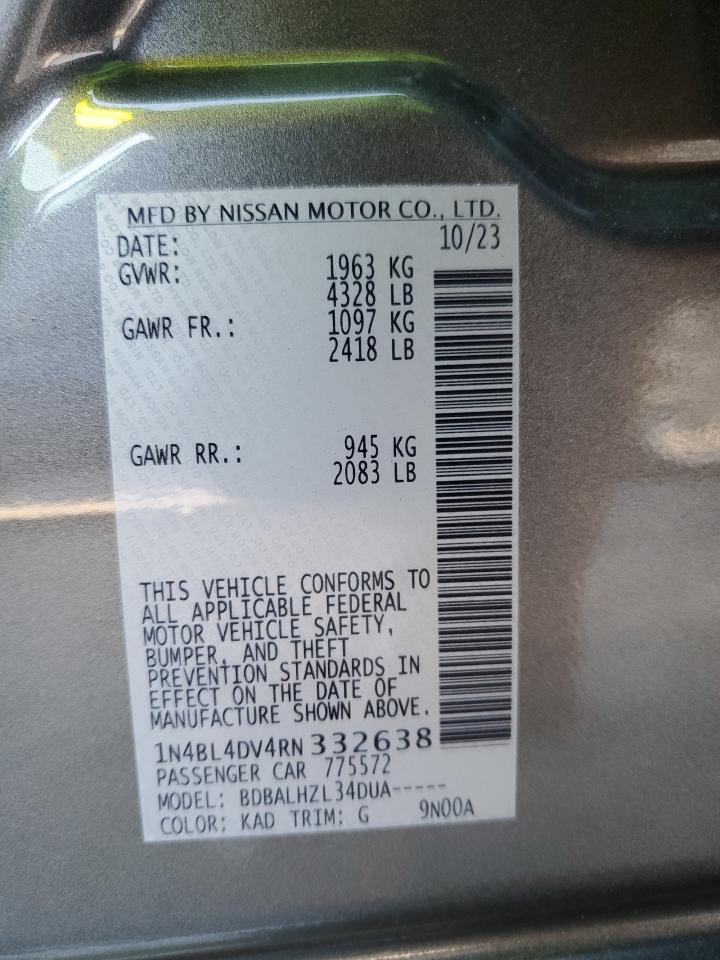 MFD BY NISSAN MOTOR CO., LTD.
DATE: 10/23
GVWR: 1963 KG
4328 LB
GAWR FR.: 1097 KG
2418 LB
GAWR RR.: 945 KG
2083 LB
THIS VEHICLE CONFORMS TO
ALL APPLICABLE FEDERAL
MOTOR VEHICLE SAFETY,
BUMPER, AND THEFT
PREVENTION STANDARDS IN
EFFECT ON THE DATE OF
MANUFACTURE SHOWN ABOVE.
1N4BL4DV4RN332638
PASSENGER CAR 775572
MODEL: BDBALHZL34DUA-----
COLOR: KAD TRIM: G 9N00A